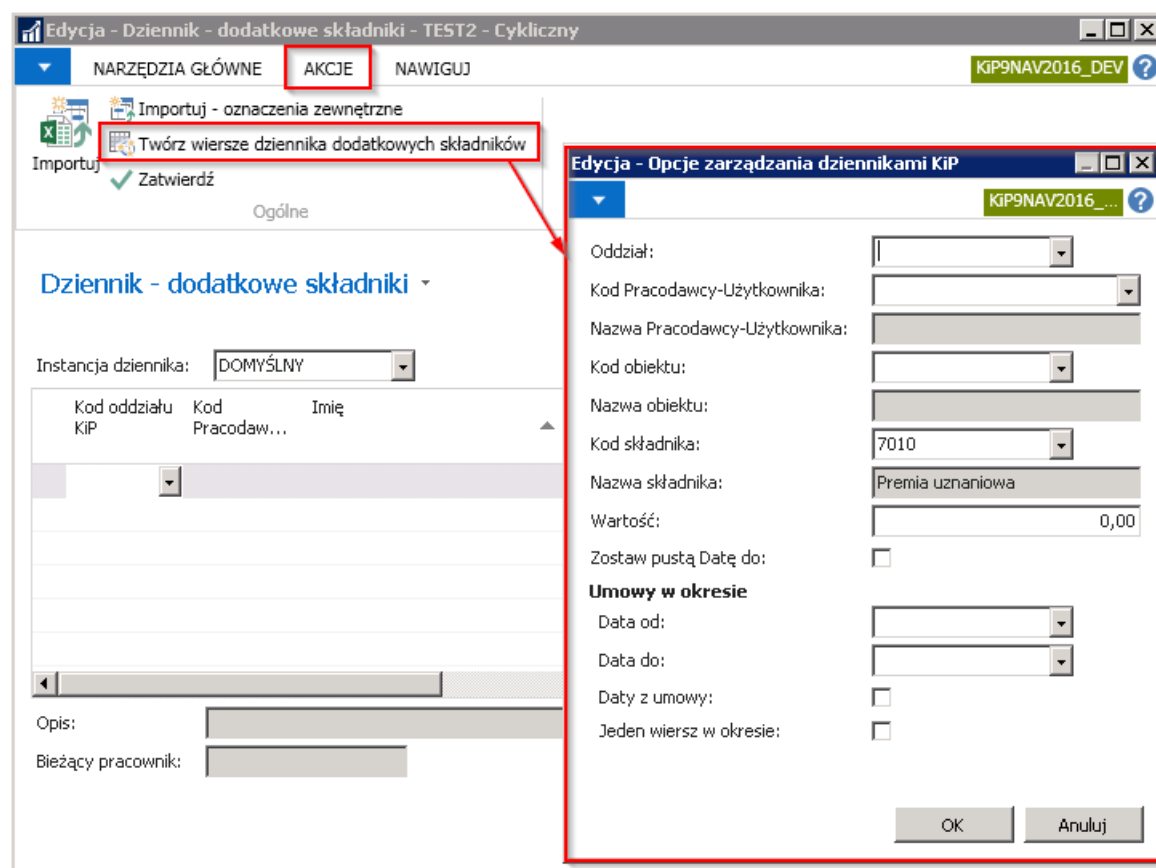 Edycja - Dziennik - dodatkowe składniki - TEST2 - Cykliczny
NARZĘDZIA GŁÓWNE AKCJE NAWIGUJ
KiP9NAV2016_DEV
Importuj
Importuj - oznaczenia zewnętrzne
Twórz wiersze dziennika dodatkowych składników
Zatwierdź
Ogólne
Dziennik - dodatkowe składniki
Instancja dziennika: DOMYŚLNY
Kod oddziału KiP
Kod Pracodaw...
Imię
Opis:
Bieżący pracownik:
Edycja - Opcje zarządzania dziennikami KiP
KiP9NAV2016_...
Oddział:
Kod Pracodawcy-Użytkownika:
Nazwa Pracodawcy-Użytkownika:
Kod obiektu:
Nazwa obiektu:
Kod składnika: 7010
Nazwa składnika: Premia uznaniowa
Wartość: 0,00
Zostaw pustą Datę do:
Umowy w okresie
Data od:
Data do:
Daty z umowy:
Jeden wiersz w okresie:
OK Anuluj